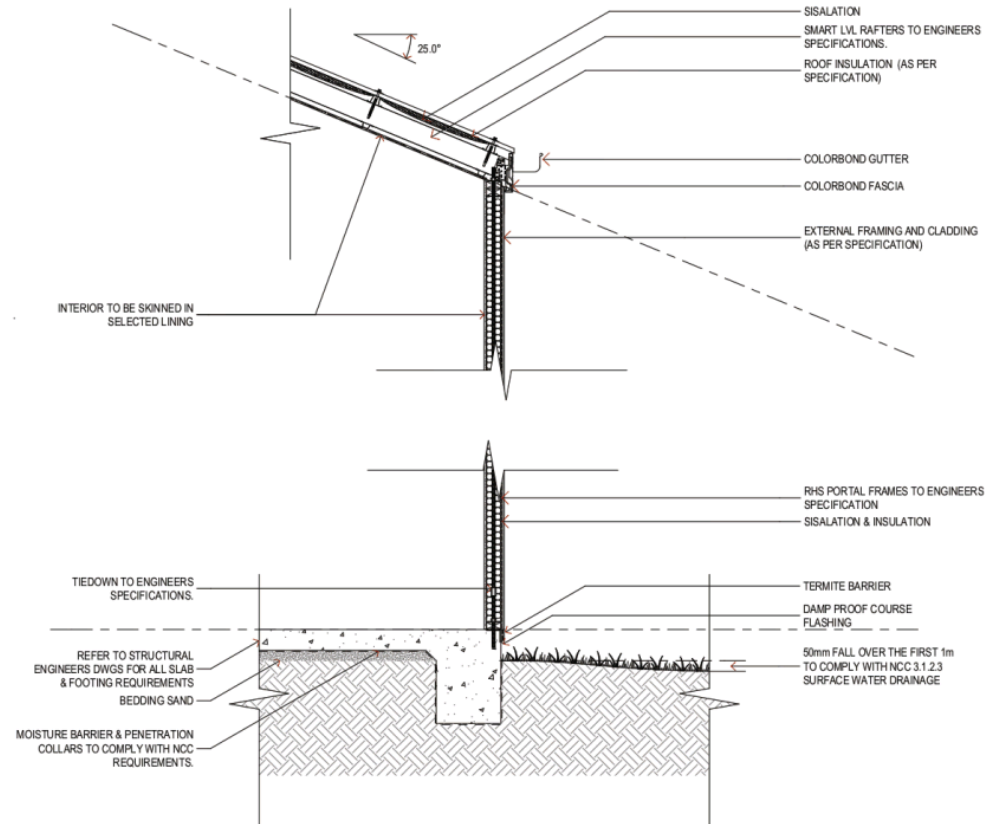 SISALATION
SMART LVL RAFTERS TO ENGINEERS
SPECIFICATIONS.
25.0°
ROOF INSULATION (AS PER
SPECIFICATION)
COLORBOND GUTTER
COLORBOND FASCIA
EXTERNAL FRAMING AND CLADDING
(AS PER SPECIFICATION)
INTERIOR TO BE SKINNED IN
SELECTED LINING
RHS PORTAL FRAMES TO ENGINEERS
SPECIFICATION
SISALATION & INSULATION
TIEDOWN TO ENGINEERS
SPECIFICATIONS.
TERMITE BARRIER
DAMP PROOF COURSE
FLASHING
REFER TO STRUCTURAL
ENGINEERS DWGS FOR ALL SLAB
& FOOTING REQUIREMENTS
50mm FALL OVER THE FIRST 1m
TO COMPLY WITH NCC 3.1.2.3
SURFACE WATER DRAINAGE
BEDDING SAND
MOISTURE BARRIER & PENETRATION
COLLARS TO COMPLY WITH NCC
REQUIREMENTS.